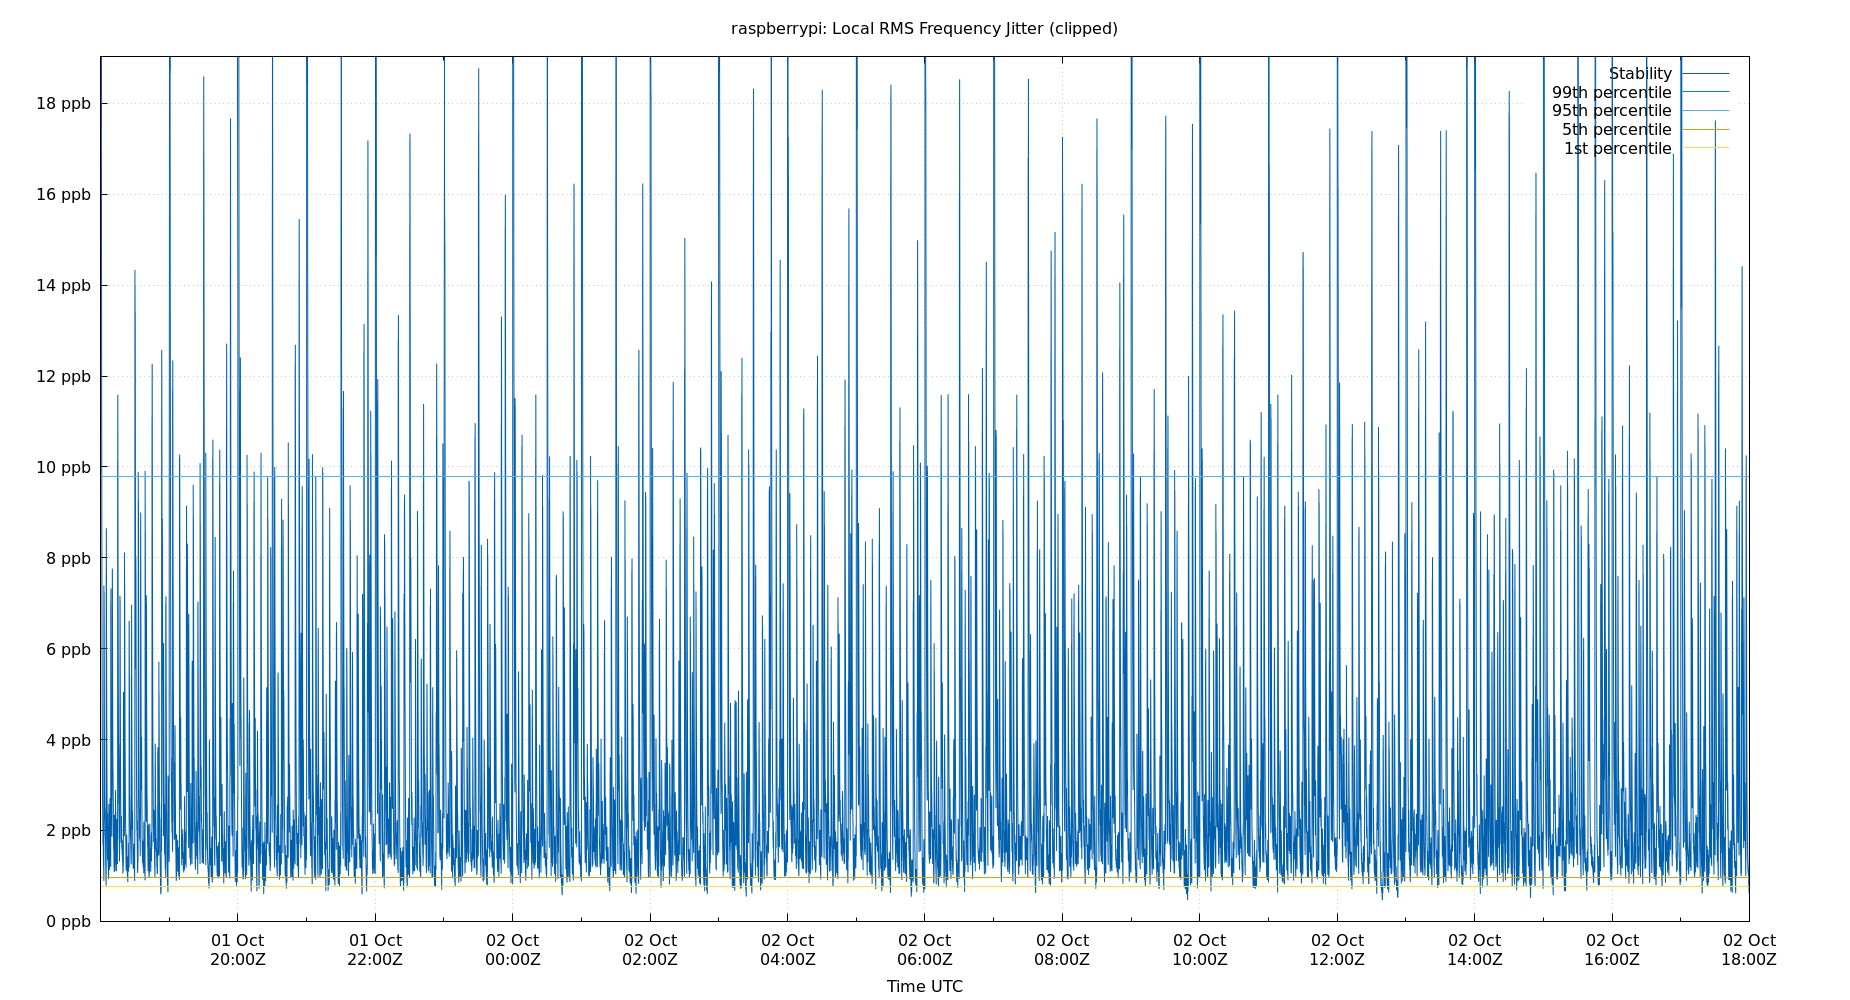 raspberrypi: Local RMS Frequency Jitter (clipped)
Stability
99th percentile
95th percentile
5th percentile
1st percentile
18 ppb
16 ppb
14 ppb
12 ppb
10 ppb
8 ppb
6 ppb
4 ppb
2 ppb
0 ppb
01 Oct 01 Oct 02 Oct 02 Oct 02 Oct 02 Oct 02 Oct 02 Oct 02 Oct 02 Oct 02 Oct 02 Oct
20:00Z 22:00Z 00:00Z 02:00Z 04:00Z 06:00Z 08:00Z 10:00Z 12:00Z 14:00Z 16:00Z 18:00Z
Time UTC